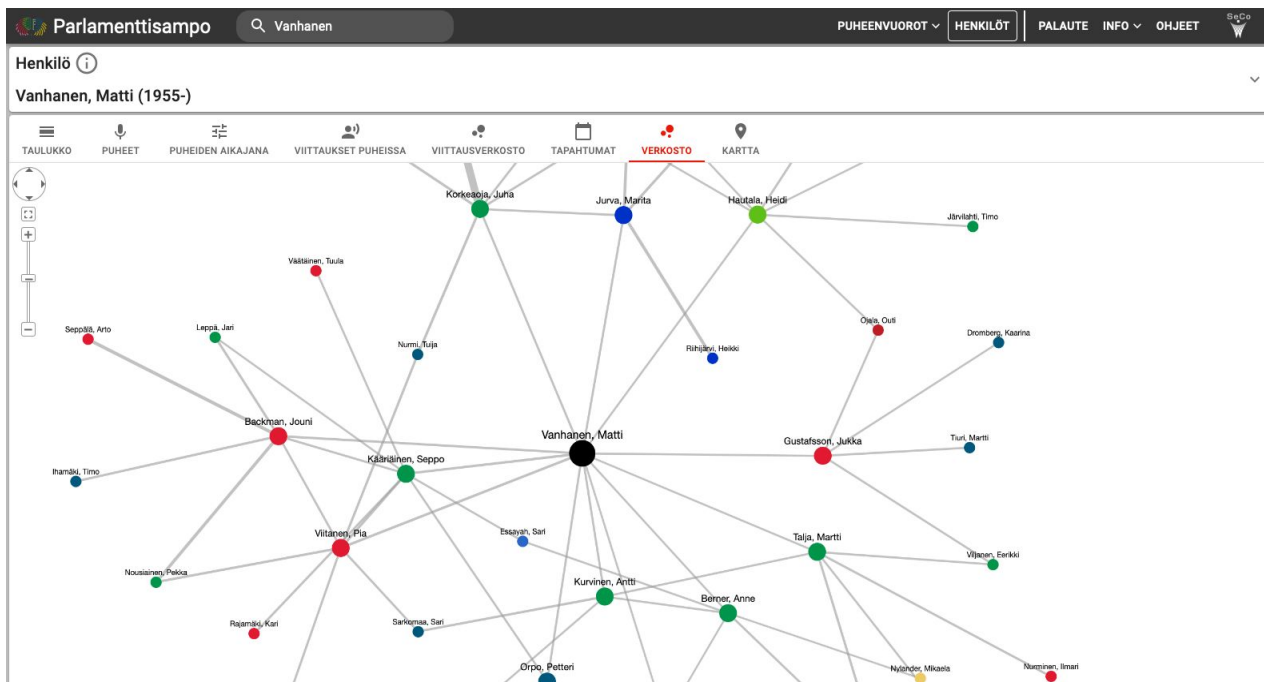 Parlamenttisampo
Vanhanen
PUHEENVUOROT
HENKILÖT
PALAUTE
INFO
OHJEET
SeCo
Henkilö
Vanhanen, Matti (1955-)
TAULUKKO
PUHEET
PUHEIDEN AIKAJANA
VIITTAUKSET PUHEISSA
VIITTAUSVERKOSTO
TAPAHTUMAT
VERKOSTO
KARTTA
Korkeaoja, Juha
Jurva, Marita
Hautala, Heidi
Järvilahti, Timo
Väätäinen, Tuula
Seppälä, Arto
Leppä, Jari
Nurmi, Tuija
Riihijärvi, Heikki
Ojala, Outi
Dromberg, Kaarina
Backman, Jouni
Vanhanen, Matti
Gustafsson, Jukka
Tiuri, Martti
Kääriäinen, Seppo
Ihamäki, Timo
Viitanen, Pia
Essayah, Sari
Talja, Martti
Viljanen, Eerikki
Nousiainen, Pekka
Kurvinen, Antti
Berner, Anne
Rajamäki, Kari
Sarkomaa, Sari
Orpo, Petteri
Nylander, Mikaela
Nurminen, Ilmari